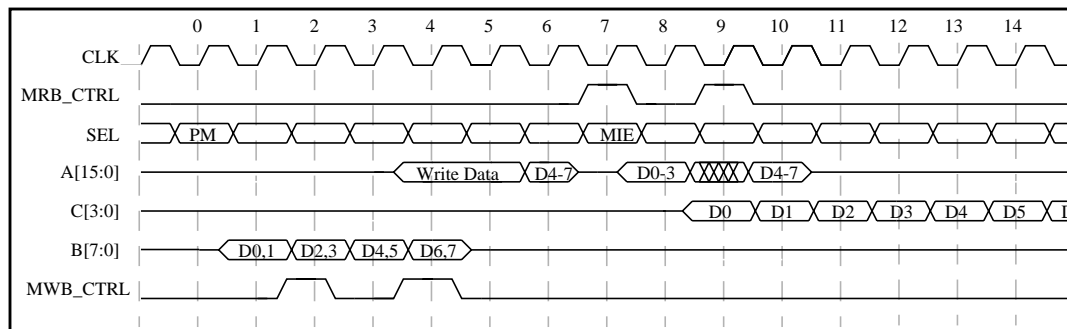 0 1 2 3 4 5 6 7 8 9 10 11 12 13 14
CLK
MRB_CTRL
SEL PM MIE
A[15:0] Write Data D4-7 D0-3 D4-7
C[3:0] D0 D1 D2 D3 D4 D5
B[7:0] D0,1 D2,3 D4,5 D6,7
MWB_CTRL